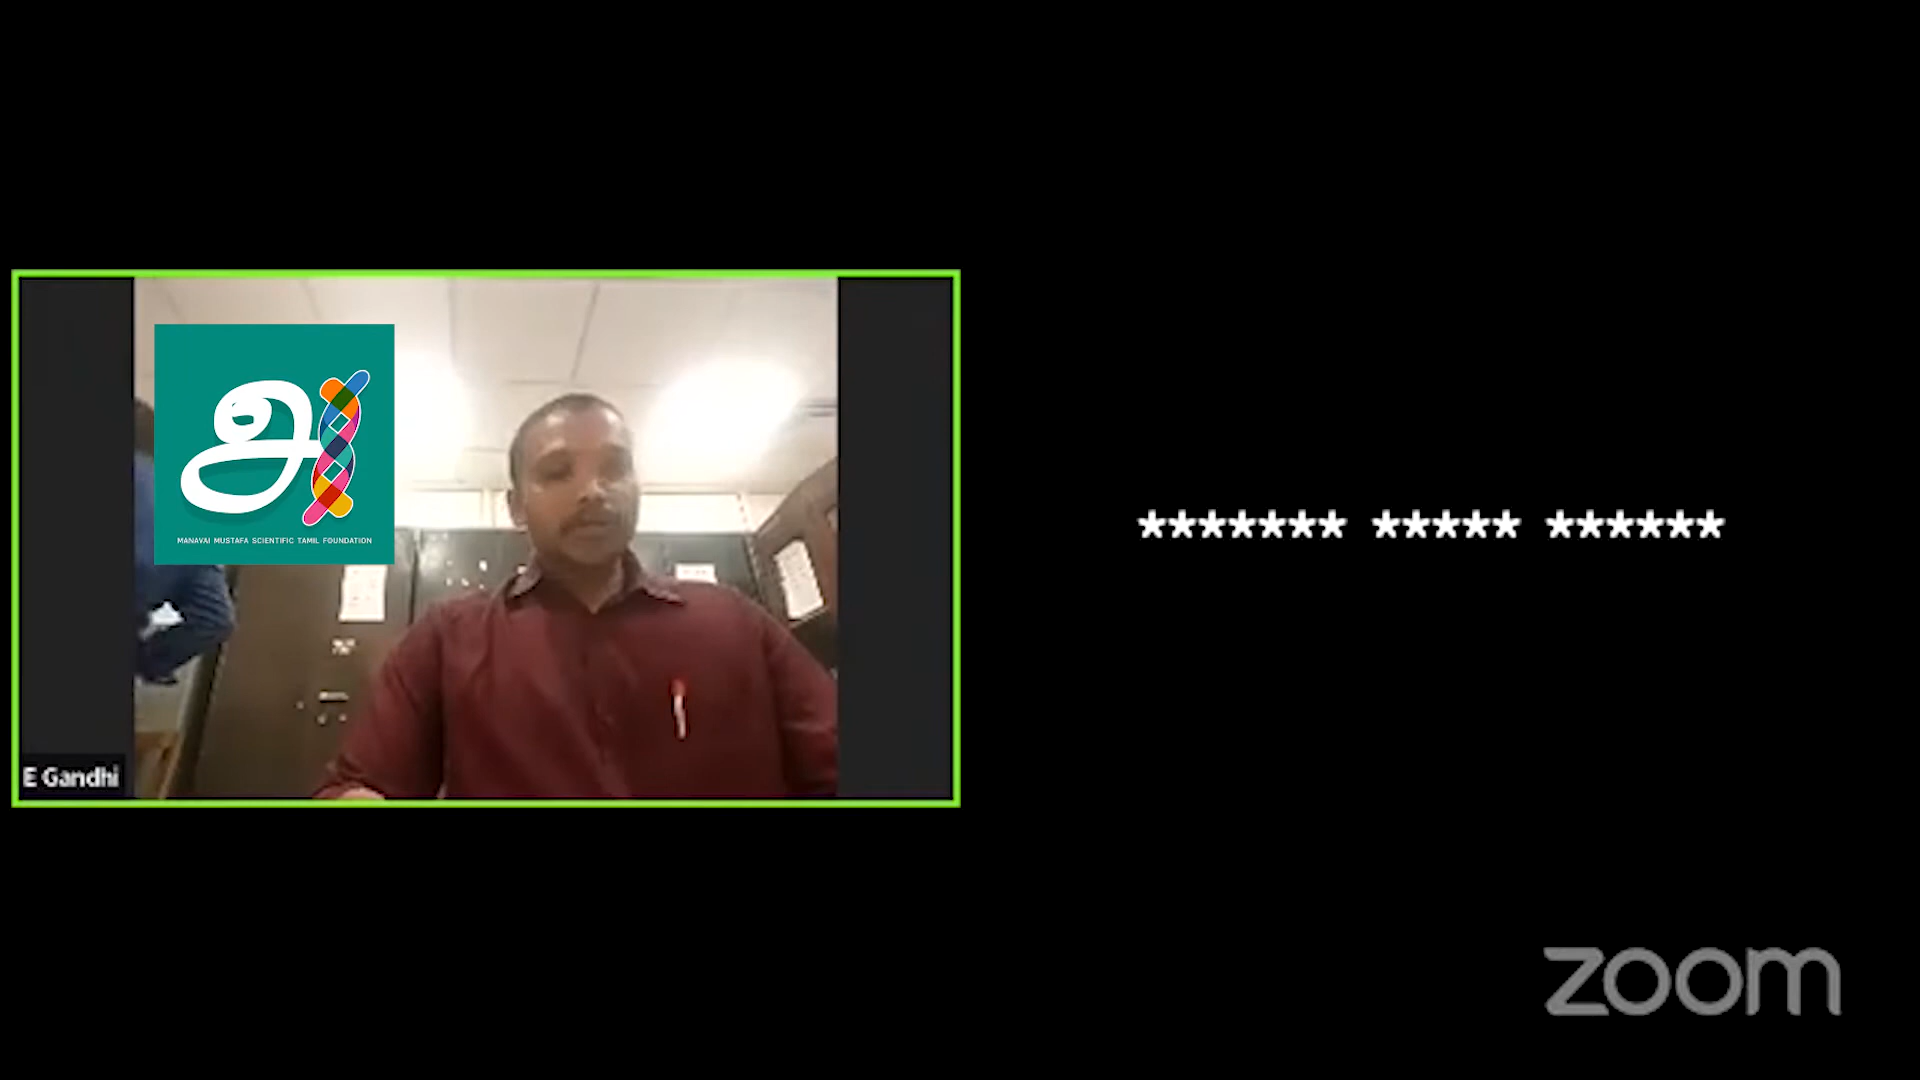 அ
MANAVAI MUSTAFA SCIENTIFIC TAMIL FOUNDATION
E Gandhi
******* ***** ******
zoom